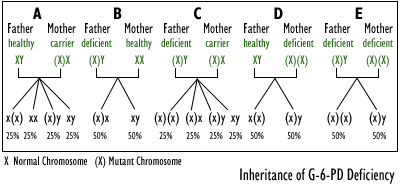 A B C D E
Father Mother Father Mother Father Mother Father Mother Father Mother
healthy carrier deficient healthy deficient carrier healthy deficient deficient deficient
XY (X)X (X)Y XX (X)Y (X)X XY (X)(X) (X)Y (X)(X)
x(x) xx (x)y xy (x)x xy (x)(x) (x)x (x)y xy x(x) (x)y (x)(x) (x)y
25% 25% 25% 25% 50% 50% 25% 25% 25% 25% 50% 50% 50% 50%
X Normal Chromosome (X) Mutant Chromosome
Inheritance of G-6-PD Deficiency